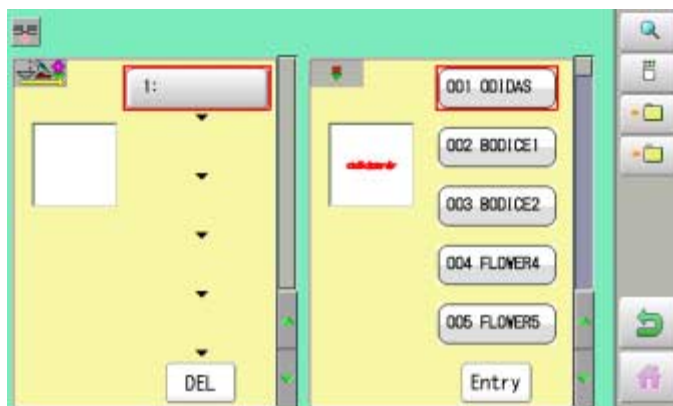 1:
DEL
001 ODIDAS
002 BODICE1
003 BODICE2
004 FLOWER4
005 FLOWER5
Entry